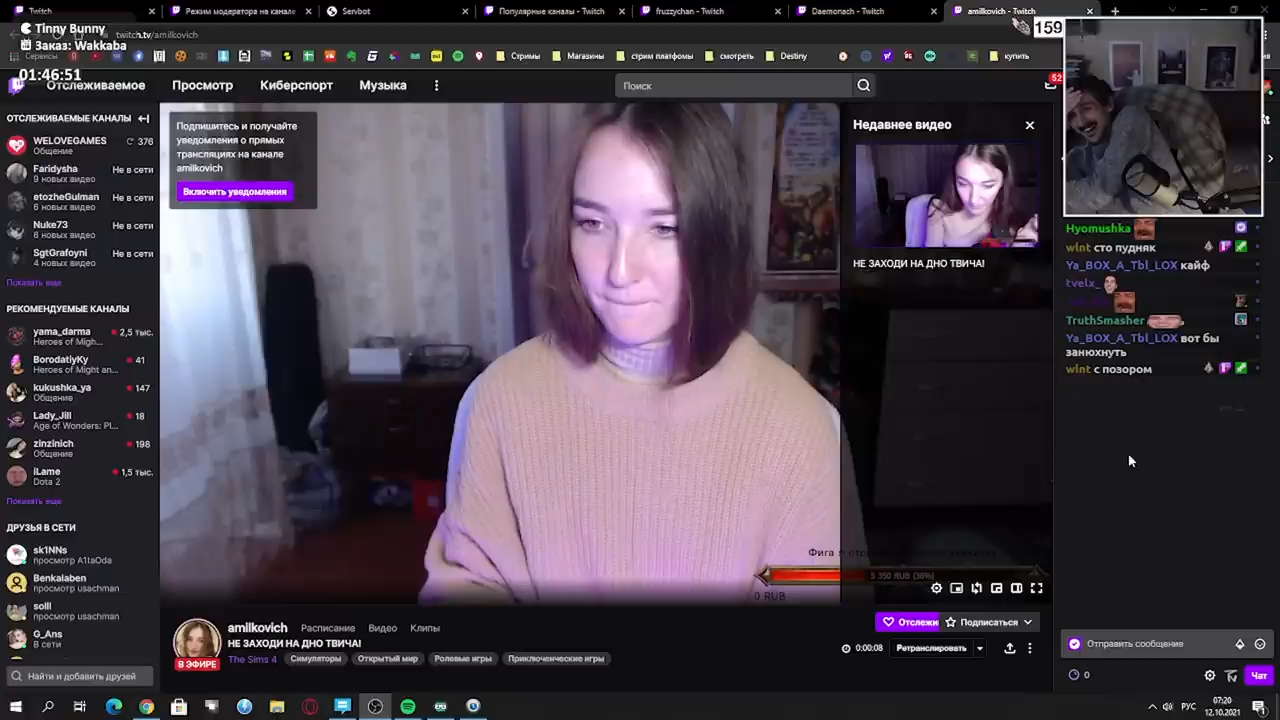 Twitch
Режим модератора на канале
Servbot
Популярные каналы - Twitch
fruzzychan - Twitch
Daemonach - Twitch
amilkovich - Twitch
Tinny Bunny
Заказ: Wakkaba
01:46:51
twitch.tv/amilkovich
159
Сервисы
Стримы
Магазины
стрим платфомы
смотреть
Destiny
купить
Отслеживаемое
Просмотр
Киберспорт
Музыка
Поиск
52
ОТСЛЕЖИВАЕМЫЕ КАНАЛЫ
WELOVEGAMES
376
Общение
Faridysha
Не в сети
9 новых видео
etozheGulman
Не в сети
6 новых видео
Nuke73
Не в сети
3 новых видео
SgtGrafoyni
Не в сети
4 новых видео
Показать еще
РЕКОМЕНДУЕМЫЕ КАНАЛЫ
yama_darma
2,5 тыс.
Heroes of Migh...
BorodatiyKy
41
Heroes of Might an...
kukushka_ya
147
Общение
Lady_Jill
18
Age of Wonders: Pl...
zinzinich
198
Общение
iLame
1,5 тыс.
Dota 2
Показать еще
ДРУЗЬЯ В СЕТИ
sk1NNs
просмотр A1taOda
Benkalaben
просмотр usachman
solll
просмотр usachman
G_Ans
В сети
Найти и добавить друзей
Подпишитесь и получайте
уведомления о прямых
трансляциях на канале
amilkovich
Включить уведомления
Недавнее видео
НЕ ЗАХОДИ НА ДНО ТВИЧА!
3 350 RUB (36%)
0 RUB
amilkovich
Расписание
Видео
Клипы
НЕ ЗАХОДИ НА ДНО ТВИЧА!
В ЭФИРЕ
The Sims 4
Симуляторы
Открытый мир
Ролевые игры
Приключенческие игры
Отслежи
Подписаться
0:00:08
Ретранслировать
Hyomushka
wlnt сто пудняк
Ya_BOX_A_Tbl_LOX кайф
tvelx_
TruthSmasher
Ya_BOX_A_Tbl_LOX вот бы
занюхнуть
wlnt с позором
Отправить сообщение
0
Чат
РУС
07:20
12.10.2021